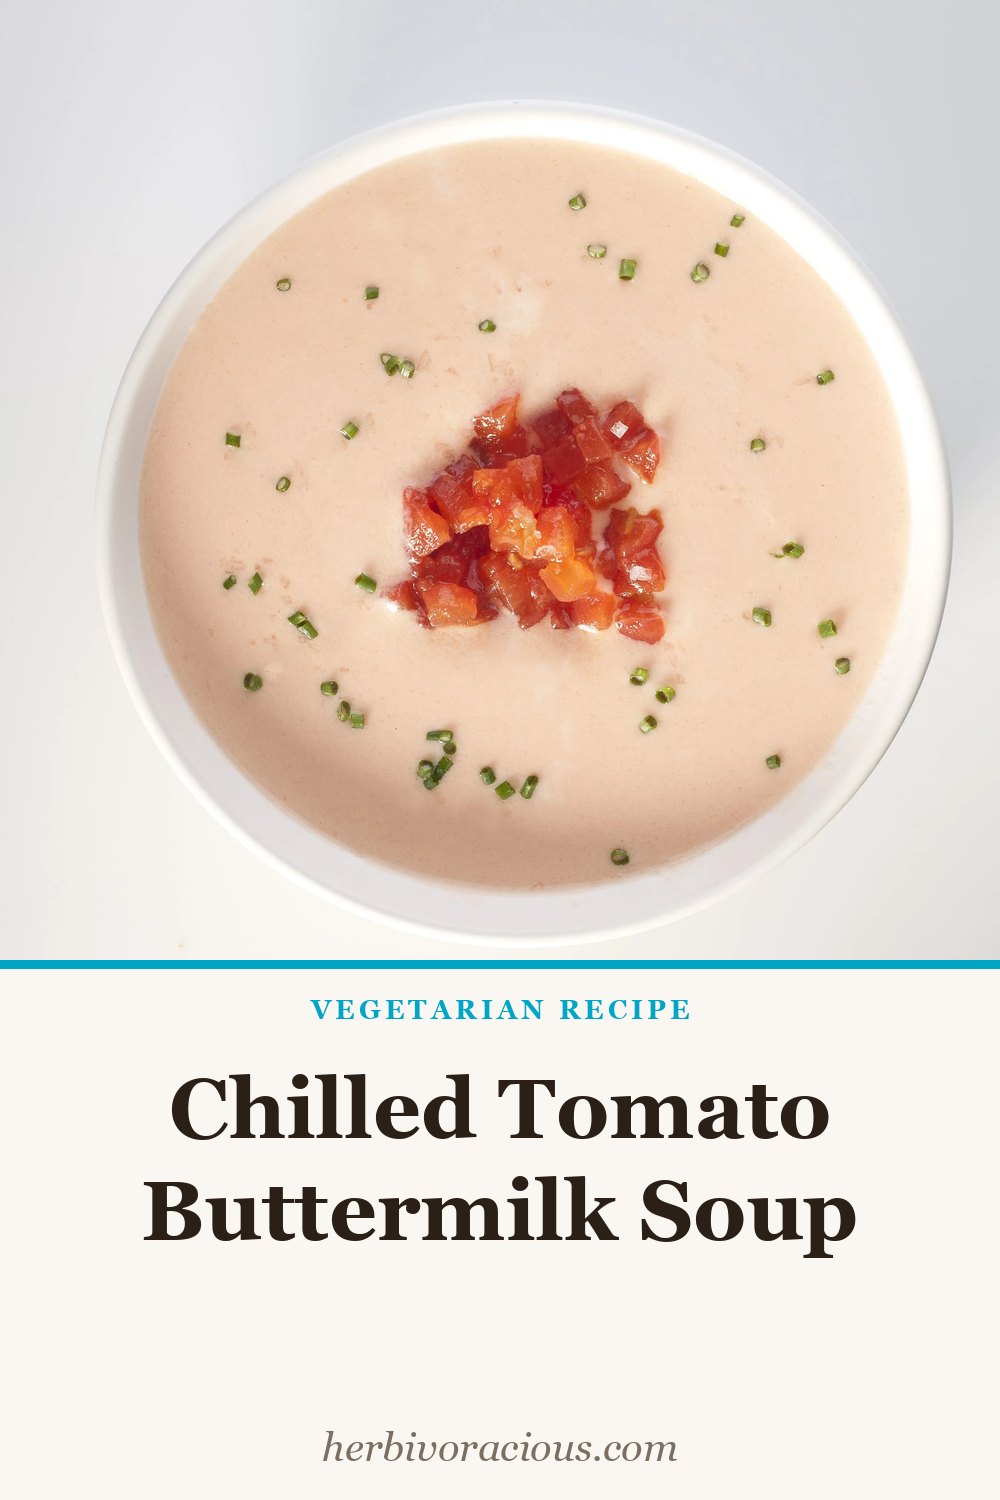 VEGETARIAN RECIPE
Chilled Tomato
Buttermilk Soup
herbivoracious.com